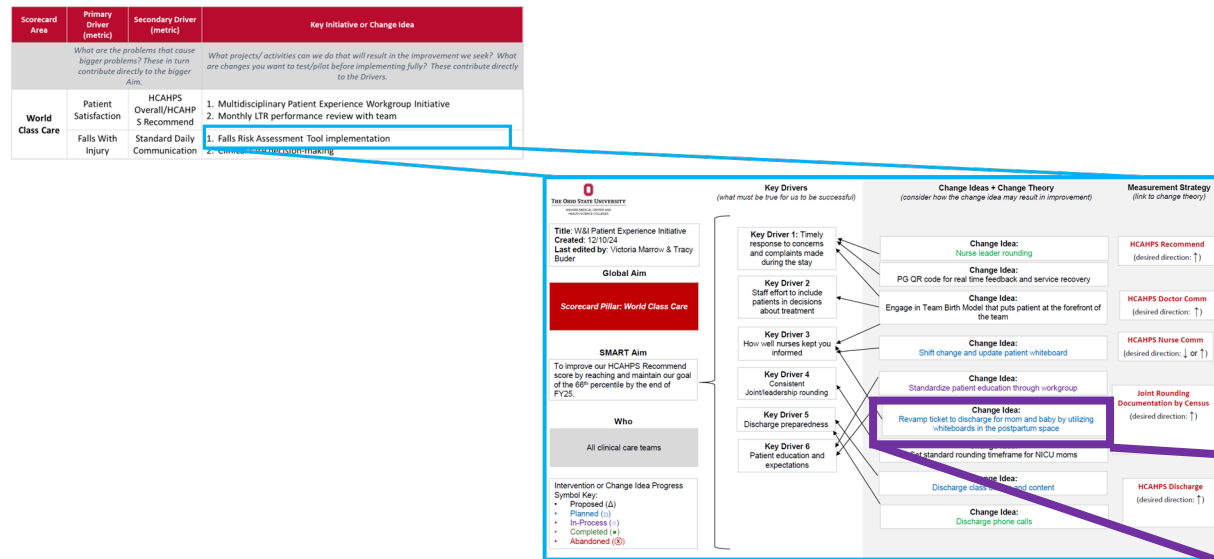 Scorecard Area
Primary Driver (metric)
Secondary Driver (metric)
Key Initiative or Change Idea
What are the problems that cause
bigger problems? These in turn
contribute directly to the bigger
Aim.
What projects/ activities can we do that will result in the improvement we seek? What
are changes you want to test/pilot before implementing fully? These contribute directly
to the Drivers.
World
Class Care
Patient
Satisfaction
HCAHPS
Overall/HCAHP
S Recommend
1. Multidisciplinary Patient Experience Workgroup Initiative
2. Monthly LTR performance review with team
Falls With
Injury
Standard Daily
Communication
1. Falls Risk Assessment Tool implementation
2. decision-making
THE OHIO STATE UNIVERSITY
WEXNER MEDICAL CENTER AND
HEALTH SCIENCE COLLEGES
Title: W&I Patient Experience Initiative
Created: 12/10/24
Last edited by: Victoria Marrow & Tracy
Buder
Global Aim
Scorecard Pillar: World Class Care
SMART Aim
To improve our HCAHPS Recommend
score by reaching and maintain our goal
of the 66th percentile by the end of
FY25.
Who
All clinical care teams
Intervention or Change Idea Progress
Symbol Key:
• Proposed (Δ)
• Planned (□)
• In-Process (○)
• Completed (●)
• Abandoned (ⓧ)
Key Drivers
(what must be true for us to be successful)
Key Driver 1: Timely
response to concerns
and complaints made
during the stay
Key Driver 2
Staff effort to include
patients in decisions
about treatment
Key Driver 3
How well nurses kept you
informed
Key Driver 4
Consistent
Joint/leadership rounding
Key Driver 5
Discharge preparedness
Key Driver 6
Patient education and
expectations
Change Ideas + Change Theory
(consider how the change idea may result in improvement)
Change Idea:
Nurse leader rounding
Change Idea:
PG QR code for real time feedback and service recovery
Change Idea:
Engage in Team Birth Model that puts patient at the forefront of
the team
Change Idea:
Shift change and update patient whiteboard
Change Idea:
Standardize patient education through workgroup
Change Idea:
Revamp ticket to discharge for mom and baby by utilizing
whiteboards in the postpartum space
standard rounding timeframe for NICU moms
Idea:
Discharge class and content
Change Idea:
Discharge phone calls
Measurement Strategy
(link to change theory)
HCAHPS Recommend
(desired direction: ↑)
HCAHPS Doctor Comm
(desired direction: ↑)
HCAHPS Nurse Comm
(desired direction: ↓ or ↑)
Joint Rounding
Documentation by Census
(desired direction: ↑)
HCAHPS Discharge
(desired direction: ↑)